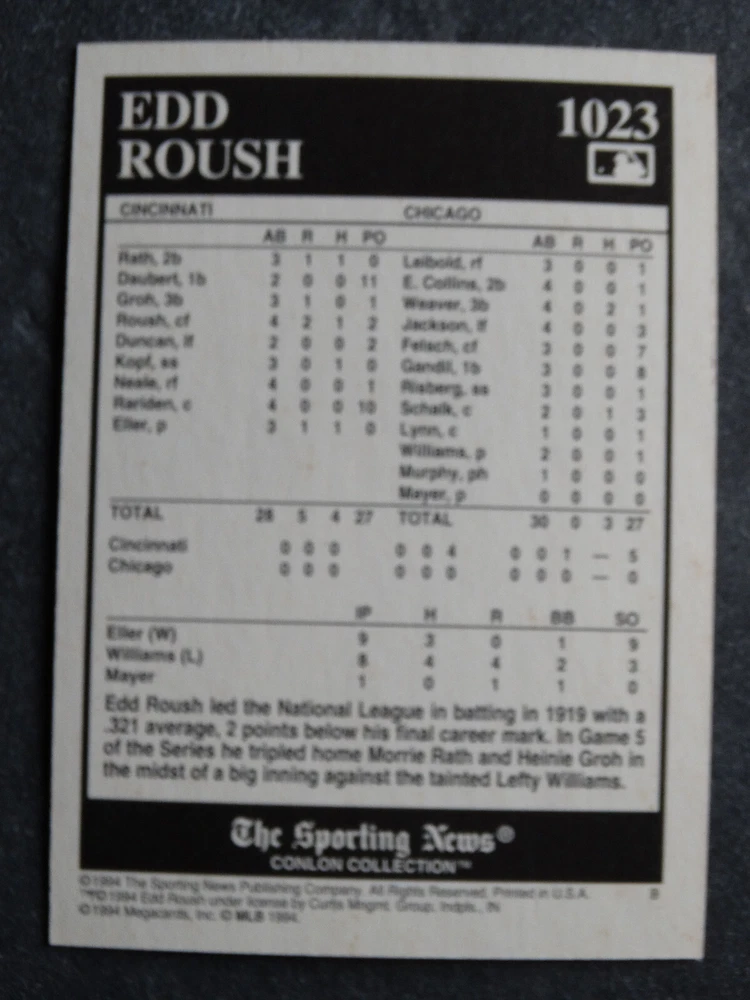 EDD
ROUSH
1023
CINCINNATI CHICAGO
AB R H PO AB R H PO
Rath, 2b 3 1 1 0 Leibold, rf 3 0 0 1
Daubert, 1b 2 0 0 11 E. Collins, 2b 4 0 0 1
Groh, 3b 3 1 0 1 Weaver, 3b 4 0 2 1
Roush, cf 4 2 1 2 Jackson, lf 4 0 0 3
Duncan, lf 2 0 0 2 Felsch, cf 3 0 0 7
Kopf, ss 3 0 1 0 Gandil, 1b 3 0 0 8
Neale, rf 4 0 0 1 Risberg, ss 3 0 0 1
Rariden, c 4 0 0 10 Schalk, c 2 0 1 3
Eller, p 3 1 1 0 Lynn, c 1 0 0 1
Williams, p 2 0 0 1
Murphy, ph 1 0 0 0
Mayer, p 0 0 0 0
TOTAL 28 5 4 27 TOTAL 30 0 3 27
Cincinnati 0 0 0 0 0 4 0 0 1 — 5
Chicago 0 0 0 0 0 0 0 0 0 — 0
IP H R BB SO
Eller (W) 9 3 0 1 9
Williams (L) 8 4 4 2 3
Mayer 1 0 1 1 0
Edd Roush led the National League in batting in 1919 with a
.321 average, 2 points below his final career mark. In Game 5
of the Series he tripled home Morrie Rath and Heinie Groh in
the midst of a big inning against the tainted Lefty Williams.
The Sporting News®
CONLON COLLECTION™
©1994 The Sporting News Publishing Company. All Rights Reserved. Printed in U.S.A. B
™©1994 Edd Roush under license by Curtis Mngmt. Group, Indpls., IN
©1994 Megacards, Inc. © MLB 1994.